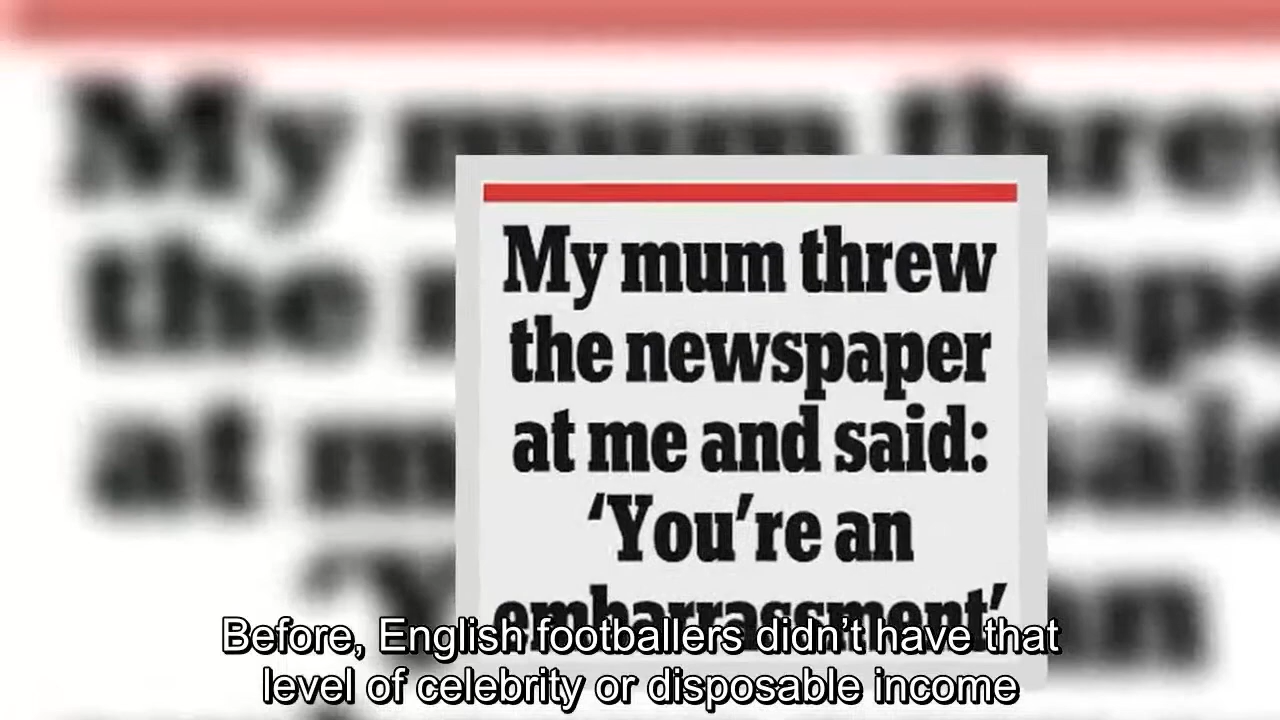 My mum threw
the newspaper
at me and said:
‘You’re an
embarrassment’
Before, English footballers didn’t have that
level of celebrity or disposable income